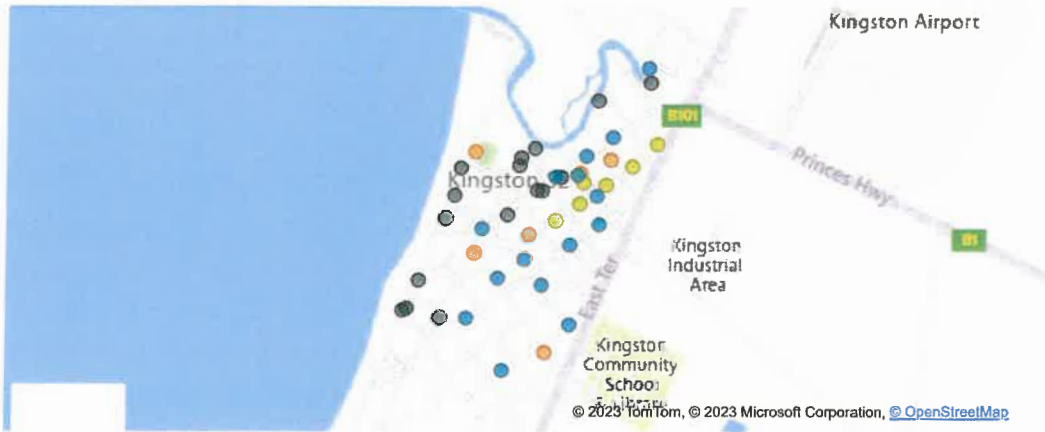 Kingston Airport
B101
Princes Hwy
Kingston
B1
Kingston
Industrial
Area
East Ter
Kingston
Community
School
& Library
© 2023 TomTom, © 2023 Microsoft Corporation, © OpenStreetMap